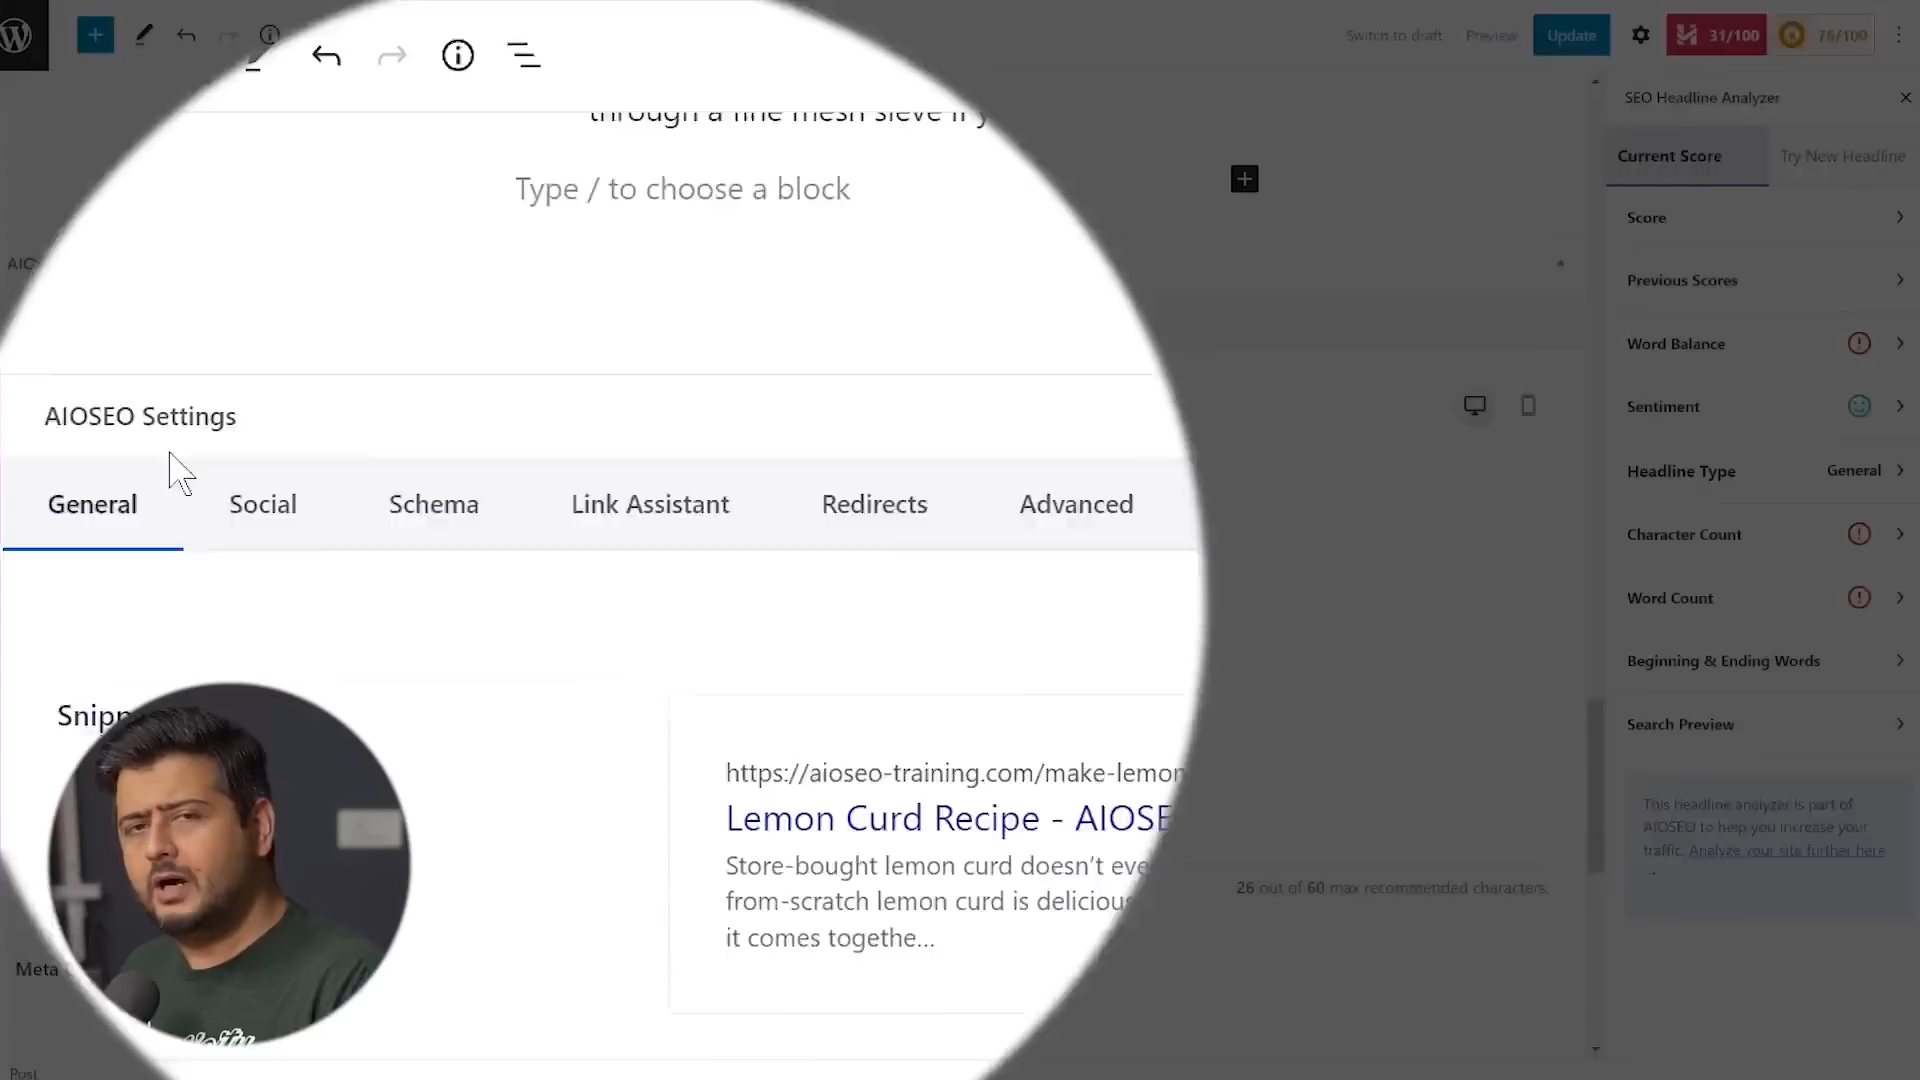 Switch to draft
Preview
Update
31/100
76/100
through a fine mesh sieve if y
Type / to choose a block
AIOSEO Settings
General
Social
Schema
Link Assistant
Redirects
Advanced
Snipp
https://aioseo-training.com/make-lemon
Lemon Curd Recipe - AIOSE
Store-bought lemon curd doesn’t eve
from-scratch lemon curd is delicious
it comes togethe...
26 out of 60 max recommended characters.
Meta
Post
SEO Headline Analyzer
Current Score
Try New Headline
Score
Previous Scores
Word Balance
Sentiment
Headline Type
General
Character Count
Word Count
Beginning & Ending Words
Search Preview
This headline analyzer is part of
AIOSEO to help you increase your
traffic. Analyze your site further here
→